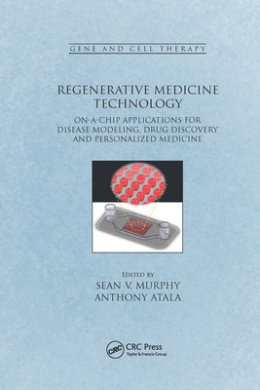 GENE AND CELL THERAPY
REGENERATIVE MEDICINE
TECHNOLOGY
ON-A-CHIP APPLICATIONS FOR
DISEASE MODELING, DRUG DISCOVERY
AND PERSONALIZED MEDICINE
EDITED BY
SEAN V. MURPHY
ANTHONY ATALA
CRC
CRC Press
Taylor & Francis Group